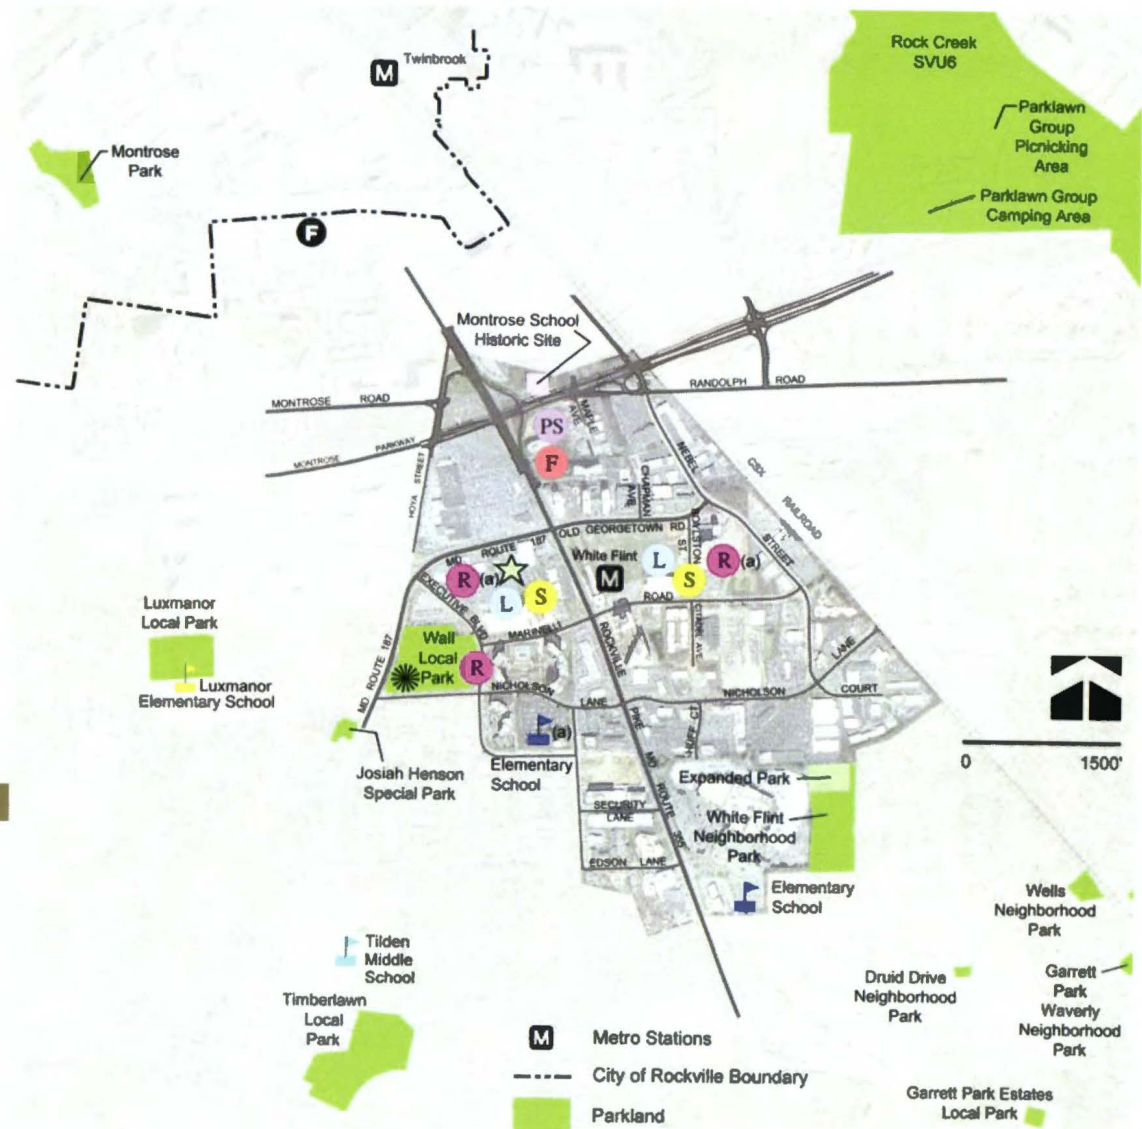 Rock Creek
SVU6
Twinbrook
M
Parklawn
Group
Picnicking
Area
Montrose
Park
Parklawn Group
Camping Area
F
Montrose School
Historic Site
RANDOLPH ROAD
MONTROSE ROAD
MAPLE
AVE
PS
F
MONTROSE PARKWAY
HOYA STREET
NEBEL
STREET
CHAPMAN
AVE
CSX RAILROAD
OLD GEORGETOWN RD
MD ROUTE 187
BOYLSTON
ST
White Flint
M
L
S
R (a)
R (a)
L
S
EXECUTIVE BLVD
MARINELLI ROAD
ROCKVILLE
PIKE
CITADEL AVE
LANE
Luxmanor
Local Park
Wall
Local
Park
R
MD ROUTE 187
Luxmanor
Elementary School
NICHOLSON LANE
NICHOLSON COURT
HUFF CT
(a)
Elementary
School
MD ROUTE 355
0 1500'
Josiah Henson
Special Park
Expanded Park
SECURITY
LANE
White Flint
Neighborhood
Park
EDSON LANE
Elementary
School
Wells
Neighborhood
Park
Tilden
Middle
School
Druid Drive
Neighborhood
Park
Garrett
Park
Waverly
Neighborhood
Park
Timberlawn
Local
Park
M Metro Stations
City of Rockville Boundary
Parkland
Garrett Park Estates
Local Park